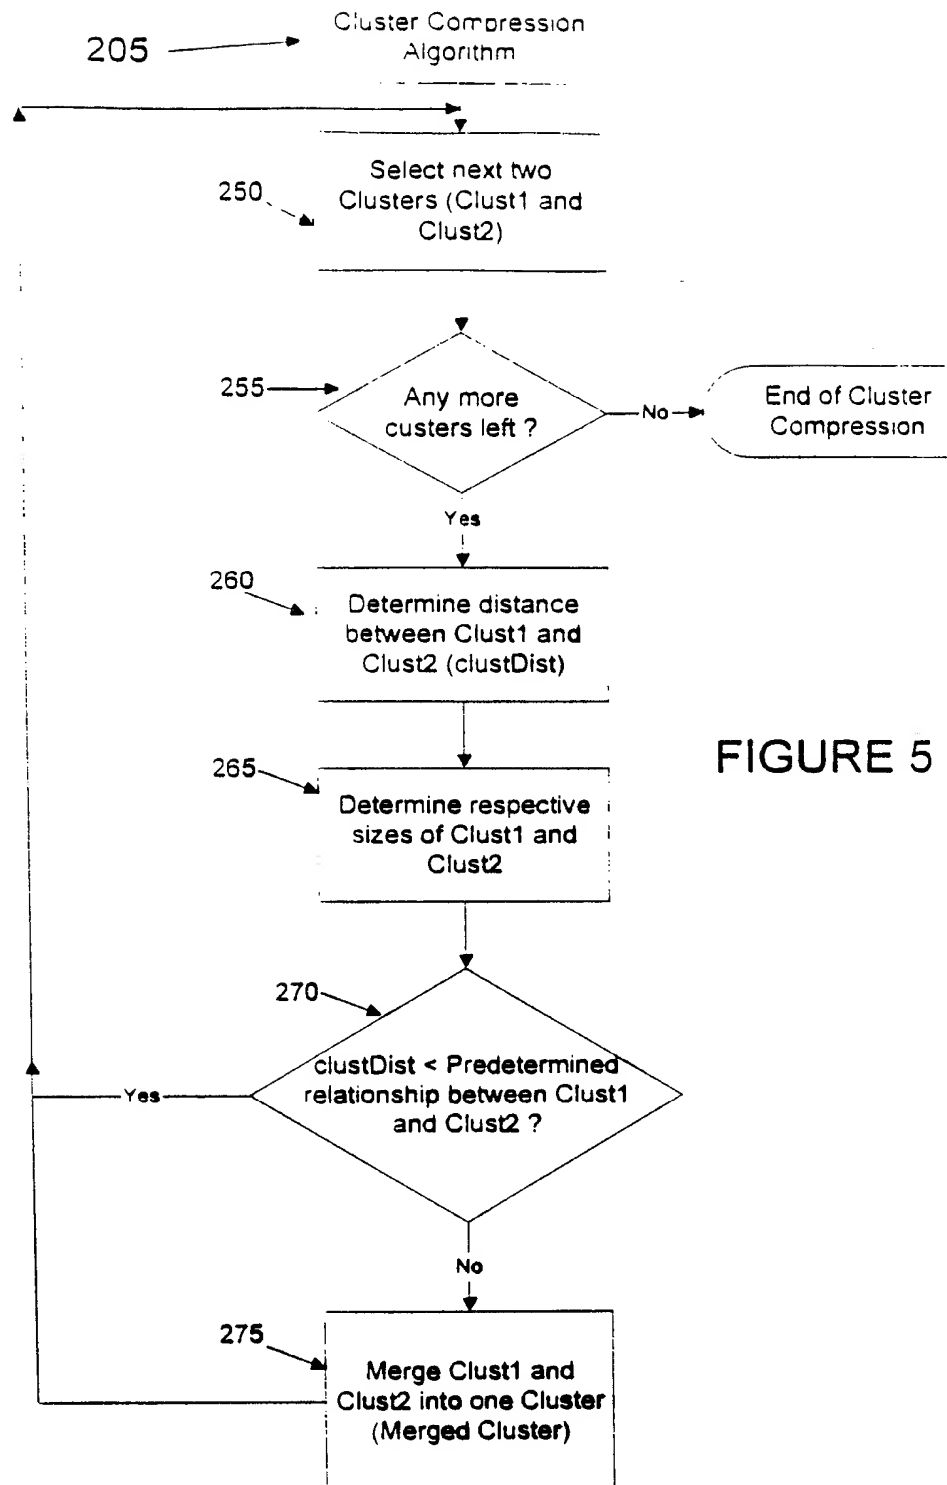 205
Cluster Compression
Algorithm
250
Select next two
Clusters (Clust1 and
Clust2)
255
Any more
custers left ?
No
End of Cluster
Compression
Yes
260
Determine distance
between Clust1 and
Clust2 (clustDist)
FIGURE 5
265
Determine respective
sizes of Clust1 and
Clust2
270
clustDist < Predetermined
relationship between Clust1
and Clust2 ?
Yes
No
275
Merge Clust1 and
Clust2 into one Cluster
(Merged Cluster)